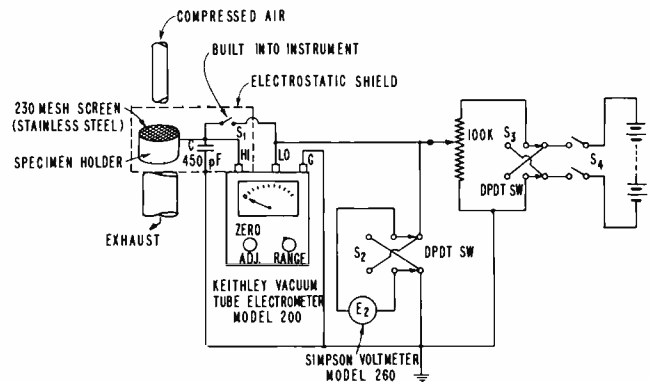 COMPRESSED AIR
BUILT INTO INSTRUMENT
ELECTROSTATIC SHIELD
230 MESH SCREEN
(STAINLESS STEEL)
SPECIMEN HOLDER
C
450 pF
S1
HI
LO
G
100K
S3
S4
DPDT SW
EXHAUST
ZERO
ADJ.
RANGE
S2
DPDT SW
E2
KEITHLEY VACUUM
TUBE ELECTROMETER
MODEL 200
SIMPSON VOLTMETER
MODEL 260